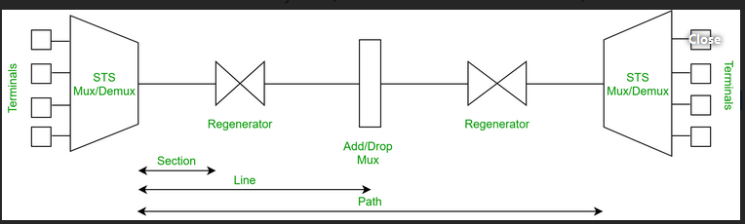 Close
Terminals
STS
Mux/Demux
Regenerator
Add/Drop
Mux
Regenerator
STS
Mux/Demux
Terminals
Section
Line
Path